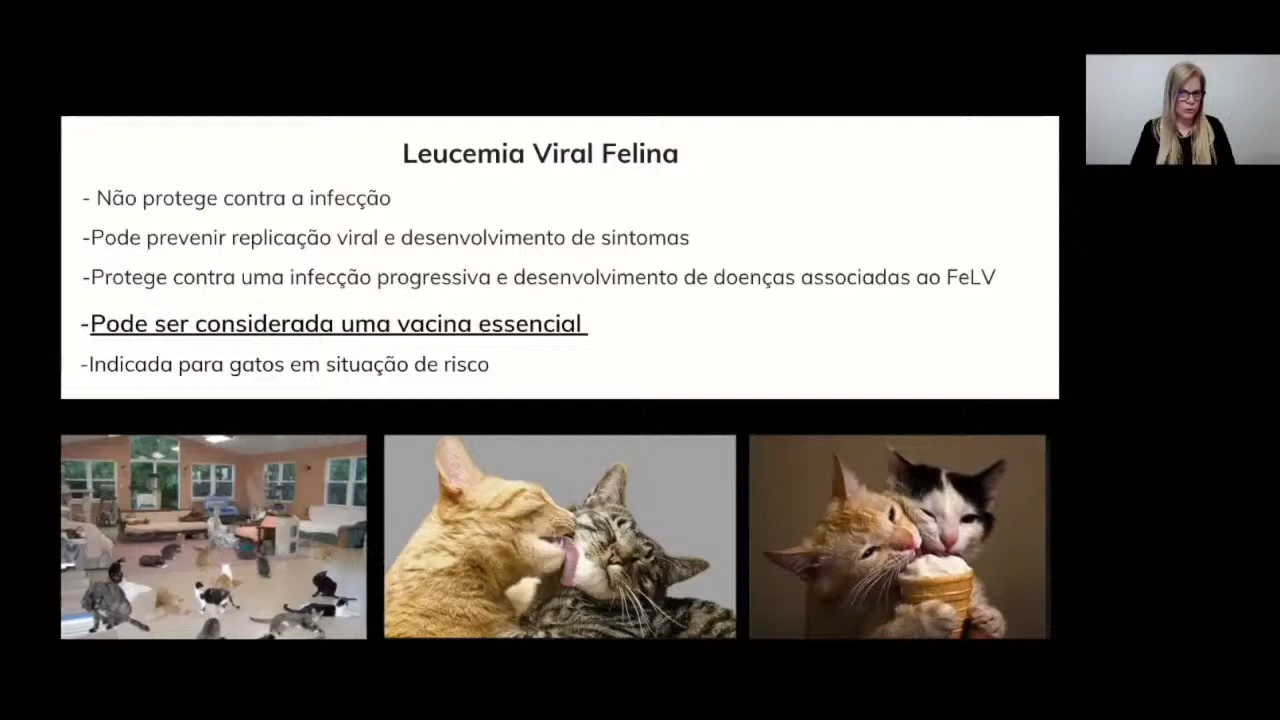 Leucemia Viral Felina
- Não protege contra a infecção
-Pode prevenir replicação viral e desenvolvimento de sintomas
-Protege contra uma infecção progressiva e desenvolvimento de doenças associadas ao FeLV
-Pode ser considerada uma vacina essencial
-Indicada para gatos em situação de risco